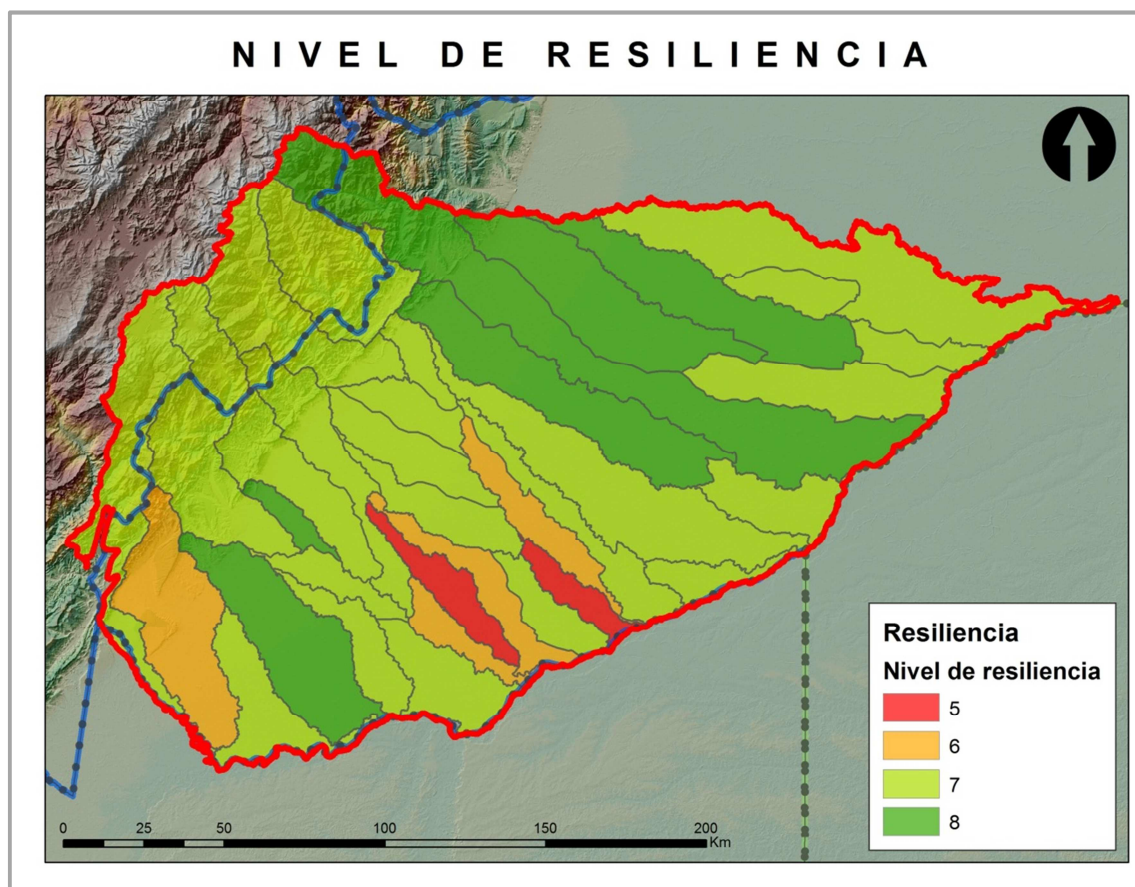 NIVEL DE RESILIENCIA
Resiliencia
Nivel de resiliencia
5
6
7
8
0 25 50 100 150 200
Km